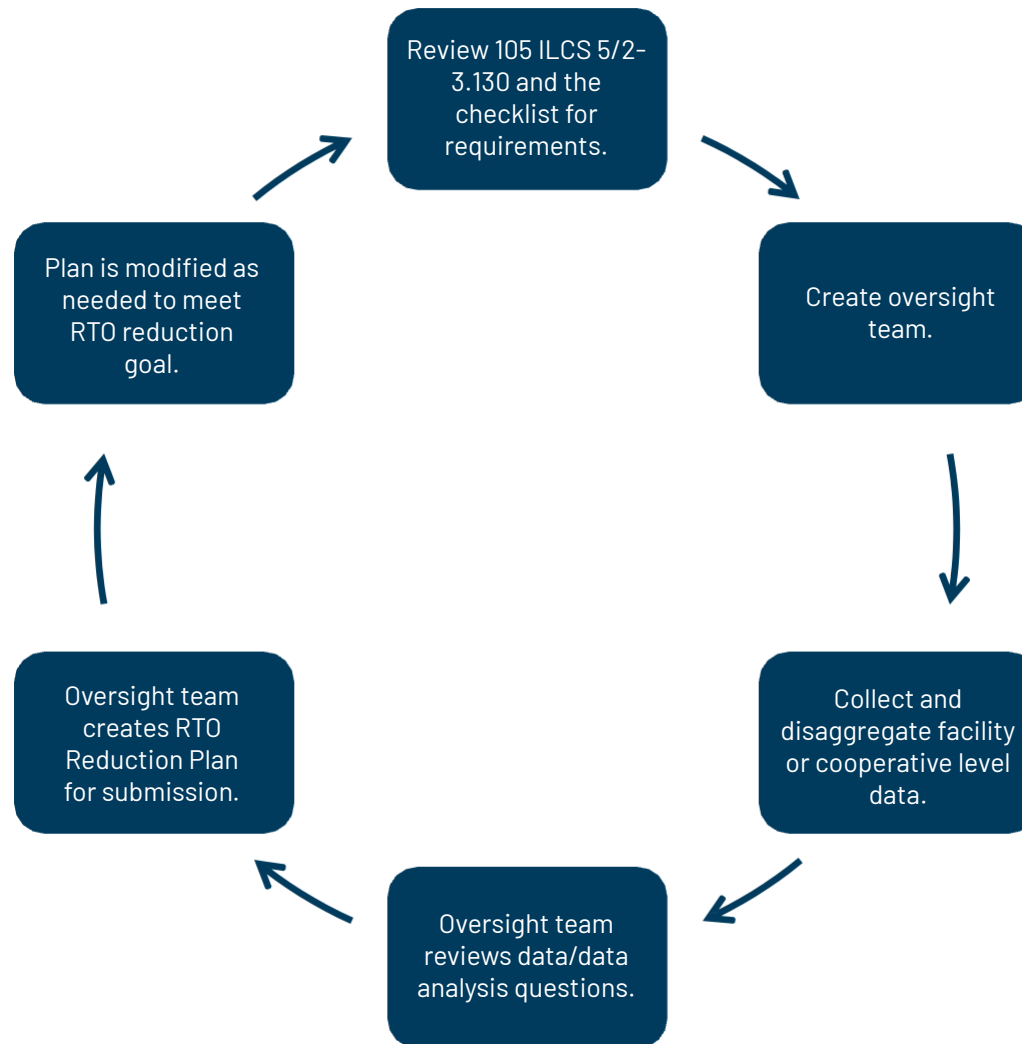 Review 105 ILCS 5/2-
3.130 and the
checklist for
requirements.
Create oversight
team.
Collect and
disaggregate facility
or cooperative level
data.
Oversight team
reviews data/data
analysis questions.
Oversight team
creates RTO
Reduction Plan
for submission.
Plan is modified as
needed to meet
RTO reduction
goal.